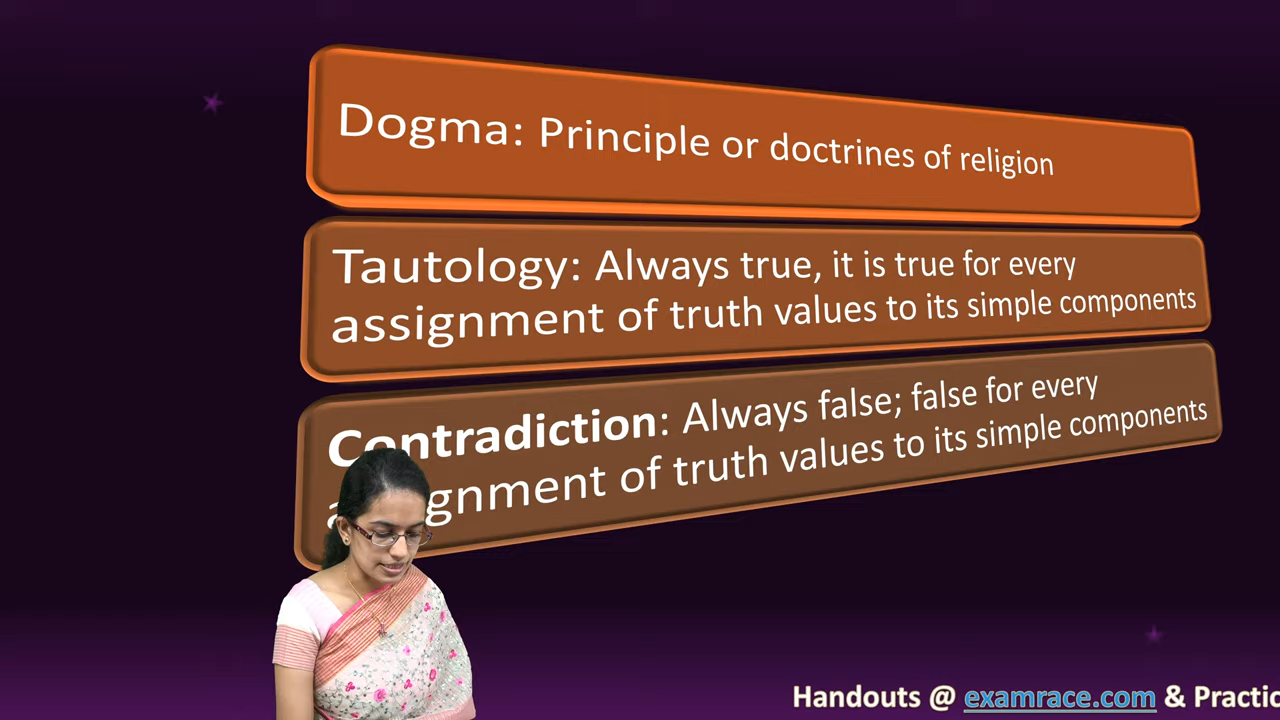 Dogma: Principle or doctrines of religion
Tautology: Always true, it is true for every
assignment of truth values to its simple components
Contradiction: Always false; false for every
of truth values to its simple components
Handouts @ examrace.com &